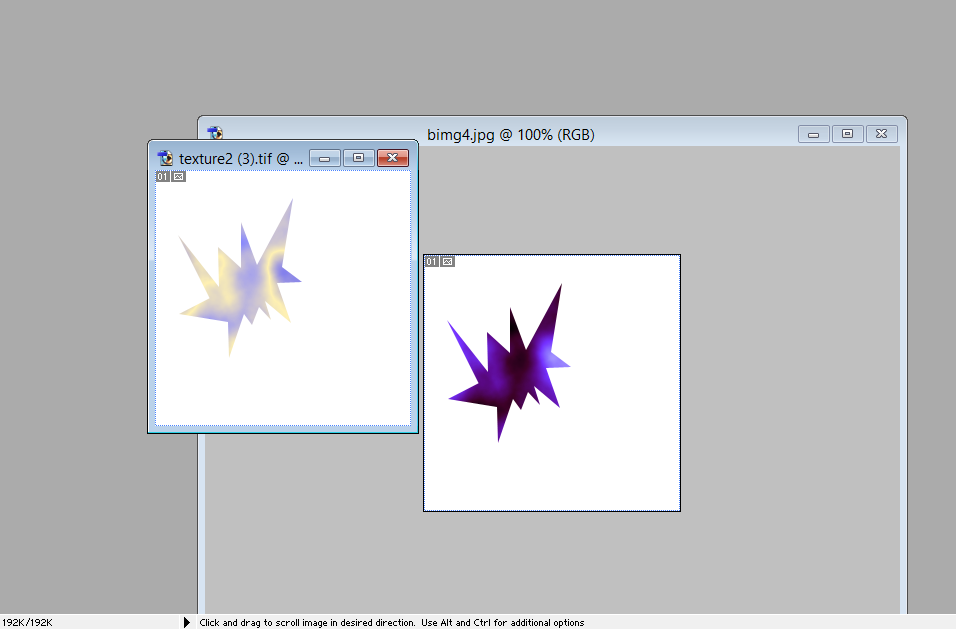 bimg4.jpg @ 100% (RGB)
texture2 (3).tif @ ...
01
01
192K/192K
Click and drag to scroll image in desired direction. Use Alt and Ctrl for additional options